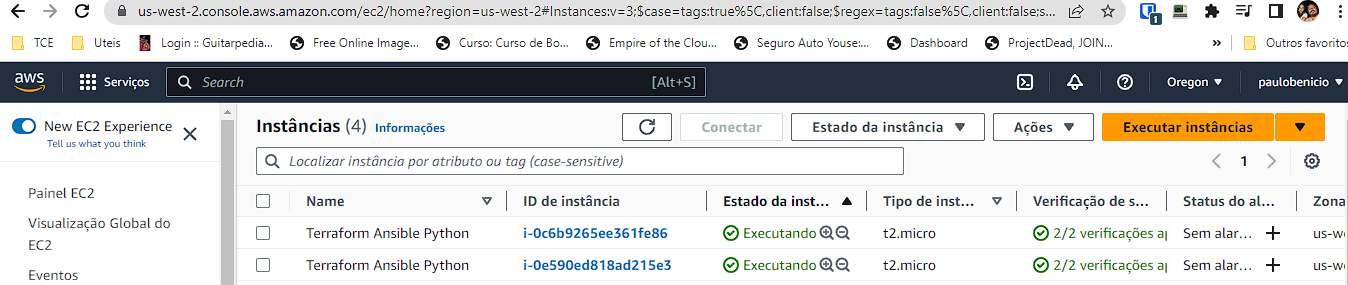 us-west-2.console.aws.amazon.com/ec2/home?region=us-west-2#Instances:v=3;$case=tags:true%5C,client:false;$regex=tags:false%5C,client:false;s...
1
TCE Uteis Login :: Guitarpedia... Free Online Image... Curso: Curso de Bo... Empire of the Clou... Seguro Auto Youse:... Dashboard ProjectDead, JOIN... » Outros favoritos
aws Serviços Search [Alt+S] Oregon paulobenicio
New EC2 Experience
Tell us what you think
Painel EC2
Visualização Global do
EC2
Eventos
Instâncias (4) Informações Conectar Estado da instância Ações Executar instâncias
Localizar instância por atributo ou tag (case-sensitive) 1
Name ID de instância Estado da inst... Tipo de inst... Verificação de s... Status do al... Zona
Terraform Ansible Python i-0c6b9265ee361fe86 Executando t2.micro 2/2 verificações ap Sem alar... us-we
Terraform Ansible Python i-0e590ed818ad215e3 Executando t2.micro 2/2 verificações ap Sem alar... us-we